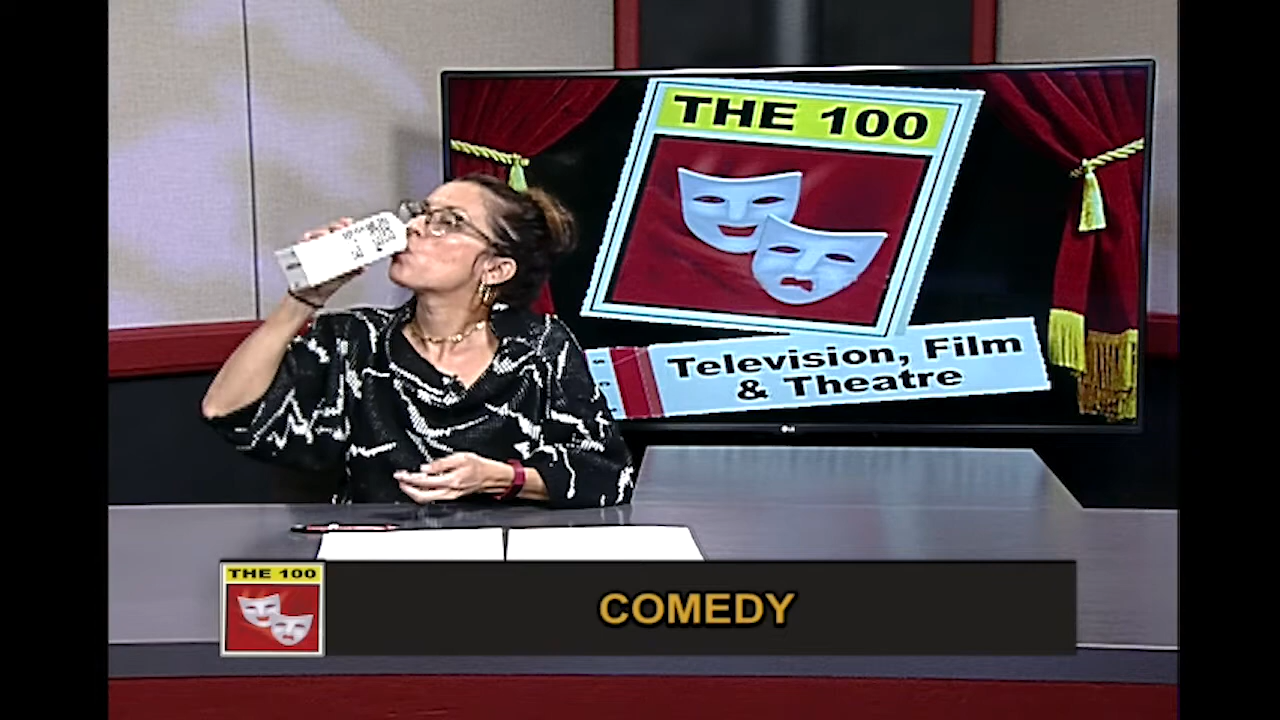 THE 100
Television, Film
& Theatre
THE 100
COMEDY